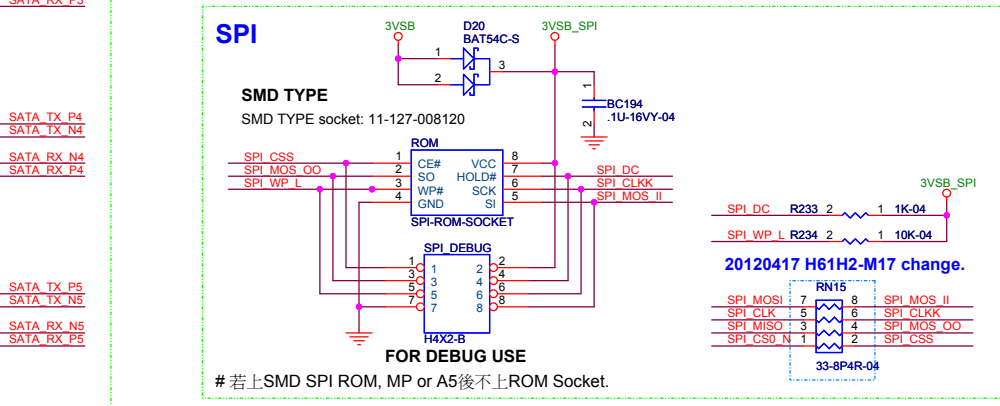 SATA_RX_P3
SPI
3VSB
D20
BAT54C-S
3VSB_SPI
1
2
3
SMD TYPE
SMD TYPE socket: 11-127-008120
1
2
BC194
.1U-16VY-04
SATA_TX_P4
SATA_TX_N4
SATA_RX_N4
SATA_RX_P4
ROM
SPI_CSS 1 CE# VCC 8
SPI_MOS_OO 2 SO HOLD# 7 SPI_DC
SPI_WP_L 3 WP# SCK 6 SPI_CLKK
4 GND SI 5 SPI_MOS_II
SPI-ROM-SOCKET
SPI_DEBUG
1 1 2 2
3 3 4 4
5 5 6 6
7 7 8 8
H4X2-B
FOR DEBUG USE
# 若上SMD SPI ROM, MP or A5後不上ROM Socket.
3VSB_SPI
SPI_DC R233 2 1 1K-04
SPI_WP_L R234 2 1 10K-04
20120417 H61H2-M17 change.
RN15
SPI_MOSI 7 8 SPI_MOS_II
SPI_CLK 5 6 SPI_CLKK
SPI_MISO 3 4 SPI_MOS_OO
SPI_CS0_N 1 2 SPI_CSS
33-8P4R-04
SATA_TX_P5
SATA_TX_N5
SATA_RX_N5
SATA_RX_P5